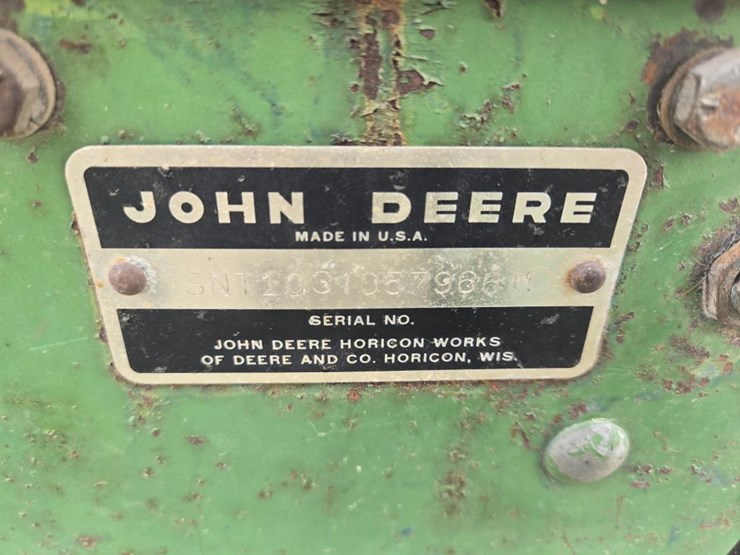 JOHN DEERE
MADE IN U.S.A.
SERIAL NO.
JOHN DEERE HORICON WORKS
OF DEERE AND CO. HORICON, WIS.